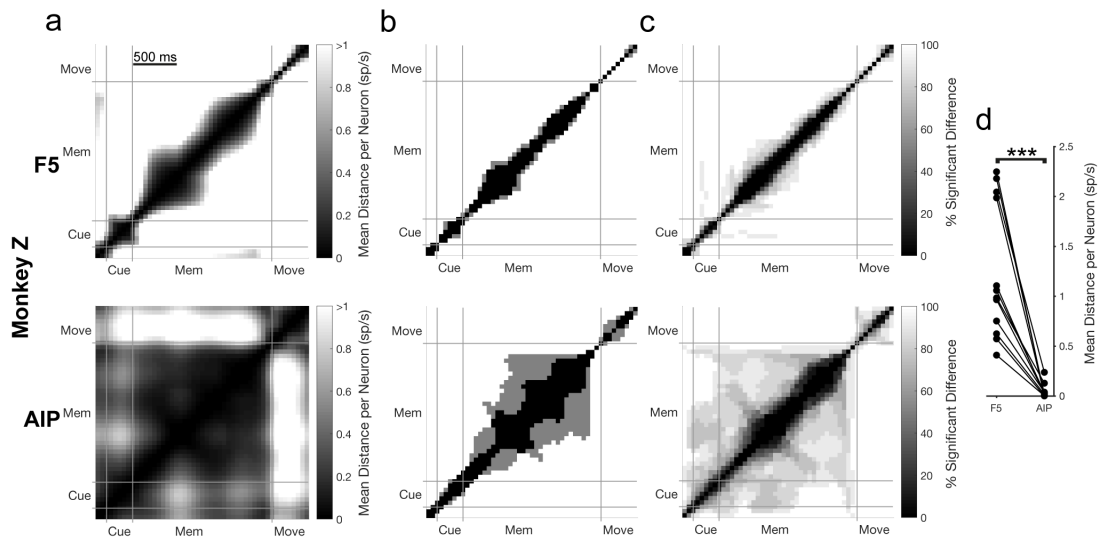 a
b
c
d
Monkey Z
F5
AIP
500 ms
Move
Mem
Cue
Cue
Mem
Move
>1
0.8
0.6
0.4
0.2
0
Mean Distance per Neuron (sp/s)
Move
Mem
Cue
Cue
Mem
Move
Move
Mem
Cue
Cue
Mem
Move
100
80
60
40
20
0
% Significant Difference
***
2.5
2
1.5
1
0.5
0
Mean Distance per Neuron (sp/s)
F5
AIP
Move
Mem
Cue
Cue
Mem
Move
>1
0.8
0.6
0.4
0.2
0
Mean Distance per Neuron (sp/s)
Move
Mem
Cue
Cue
Mem
Move
Move
Mem
Cue
Cue
Mem
Move
100
80
60
40
20
0
% Significant Difference